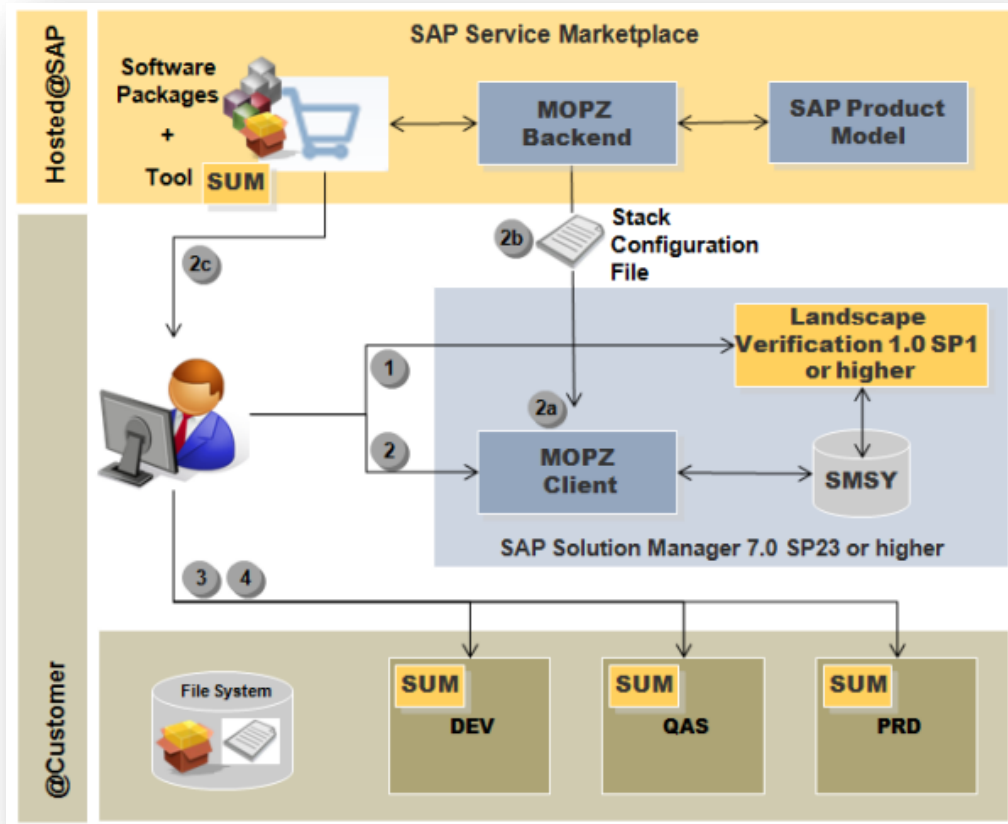 Hosted@SAP
SAP Service Marketplace
Software
Packages
+
Tool
SUM
MOPZ
Backend
SAP Product
Model
2b
Stack
Configuration
File
2c
@Customer
1
2
2a
Landscape
Verification 1.0 SP1
or higher
MOPZ
Client
SMSY
SAP Solution Manager 7.0 SP23 or higher
3
4
File System
SUM
DEV
SUM
QAS
SUM
PRD